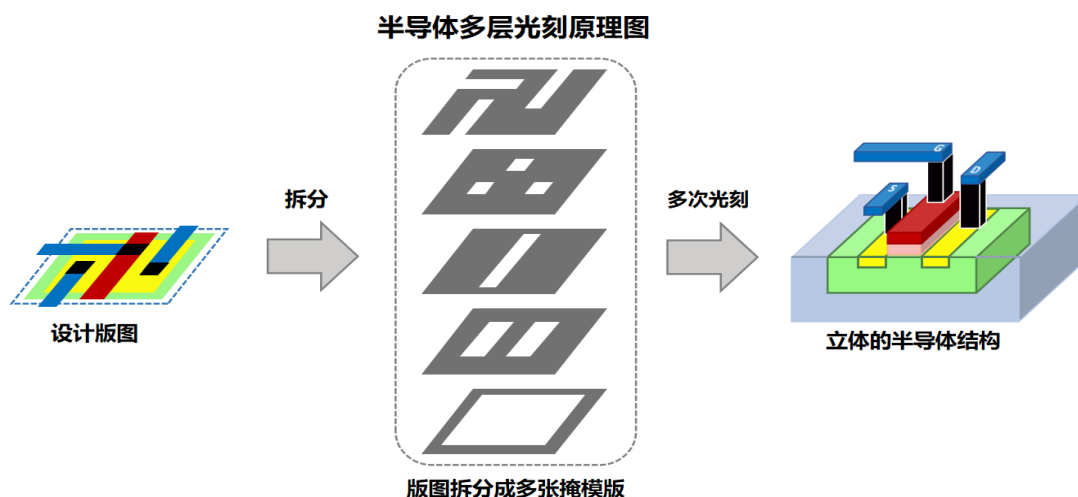 半导体多层光刻原理图
拆分
多次光刻
G
D
S
设计版图
立体的半导体结构
版图拆分成多张掩模版